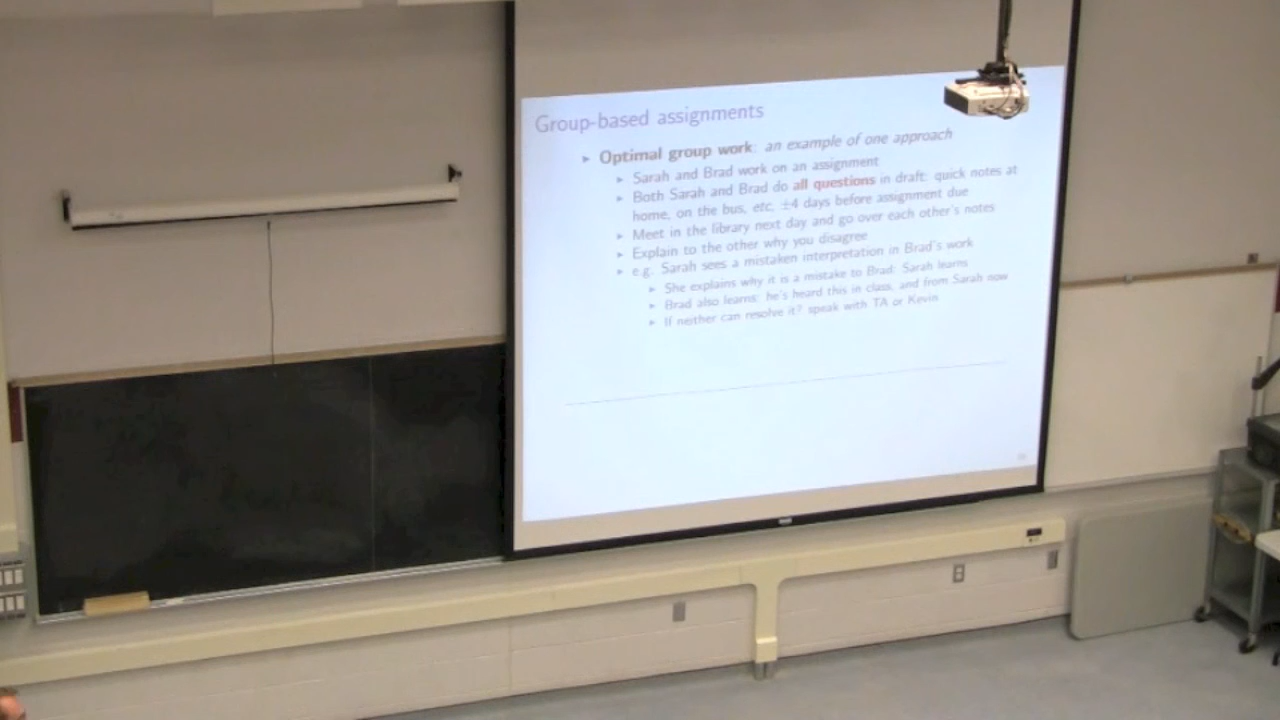 Group-based assignments
Optimal group work: an example of one approach
Sarah and Brad work on an assignment
Both Sarah and Brad do all questions in draft: quick notes at
home, on the bus, etc, ±4 days before assignment due
Meet in the library next day and go over each other's notes
Explain to the other why you disagree
e.g. Sarah sees a mistaken interpretation in Brad's work
She explains why it is a mistake to Brad: Sarah learns
Brad also learns: he's heard this in class, and from Sarah now
If neither can resolve it? speak with TA or Kevin